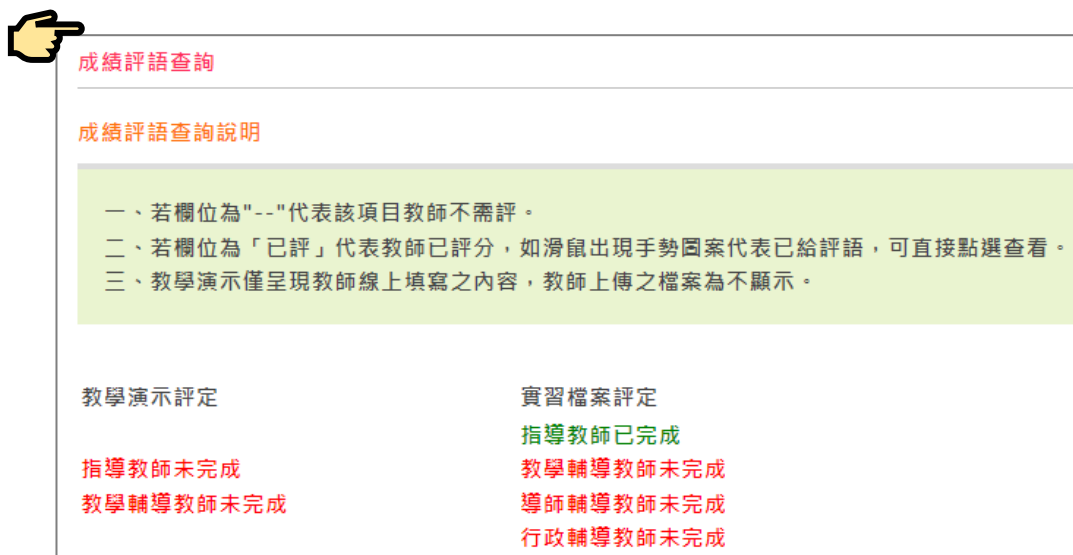 成績評語查詢
成績評語查詢說明
一、若欄位為"--"代表該項目教師不需評。
二、若欄位為「已評」代表教師已評分，如滑鼠出現手勢圖案代表已給評語，可直接點選查看。
三、教學演示僅呈現教師線上填寫之內容，教師上傳之檔案為不顯示。
教學演示評定
指導教師未完成
教學輔導教師未完成
實習檔案評定
指導教師已完成
教學輔導教師未完成
導師輔導教師未完成
行政輔導教師未完成